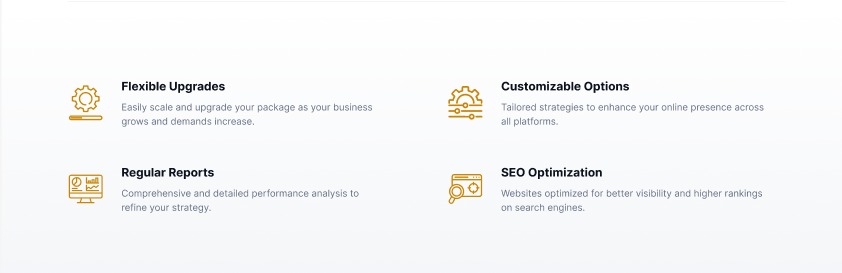 Flexible Upgrades
Easily scale and upgrade your package as your business
grows and demands increase.
Customizable Options
Tailored strategies to enhance your online presence across
all platforms.
Regular Reports
Comprehensive and detailed performance analysis to
refine your strategy.
SEO Optimization
Websites optimized for better visibility and higher rankings
on search engines.